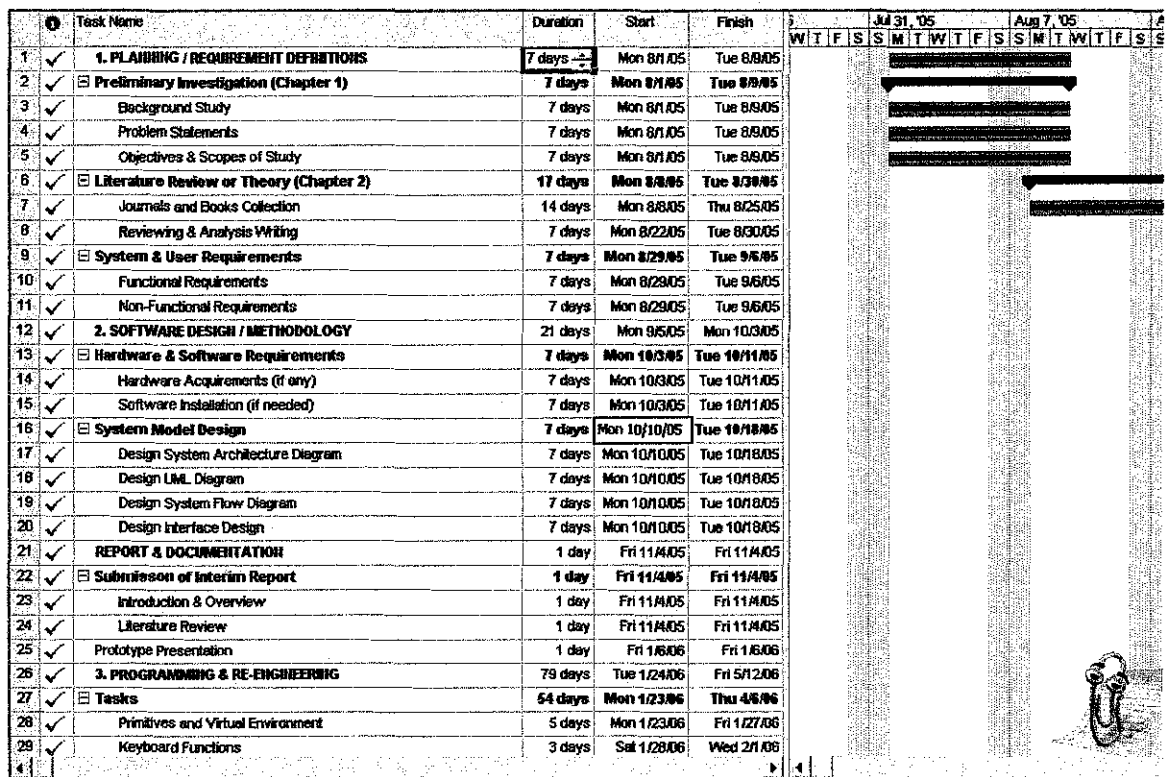 Task Name Duration Start Finish Jul 31, '05 Aug 7, '05
W T F S S M T W T F S S M T W T F S S
1 1. PLANNING / REQUIREMENT DEFINITIONS 7 days Mon 8/1/05 Tue 8/9/05
2 Preliminary Investigation (Chapter 1) 7 days Mon 8/1/05 Tue 8/9/05
3 Background Study 7 days Mon 8/1/05 Tue 8/9/05
4 Problem Statements 7 days Mon 8/1/05 Tue 8/9/05
5 Objectives & Scopes of Study 7 days Mon 8/1/05 Tue 8/9/05
6 Literature Review or Theory (Chapter 2) 17 days Mon 8/8/05 Tue 8/30/05
7 Journals and Books Collection 14 days Mon 8/8/05 Thu 8/25/05
8 Reviewing & Analysis Writing 7 days Mon 8/22/05 Tue 8/30/05
9 System & User Requirements 7 days Mon 8/29/05 Tue 9/6/05
10 Functional Requirements 7 days Mon 8/29/05 Tue 9/6/05
11 Non-Functional Requirements 7 days Mon 8/29/05 Tue 9/6/05
12 2. SOFTWARE DESIGN / METHODOLOGY 21 days Mon 9/5/05 Mon 10/3/05
13 Hardware & Software Requirements 7 days Mon 10/3/05 Tue 10/11/05
14 Hardware Acquirements (if any) 7 days Mon 10/3/05 Tue 10/11/05
15 Software Installation (if needed) 7 days Mon 10/3/05 Tue 10/11/05
16 System Model Design 7 days Mon 10/10/05 Tue 10/18/05
17 Design System Architecture Diagram 7 days Mon 10/10/05 Tue 10/18/05
18 Design UML Diagram 7 days Mon 10/10/05 Tue 10/18/05
19 Design System Flow Diagram 7 days Mon 10/10/05 Tue 10/18/05
20 Design Interface Design 7 days Mon 10/10/05 Tue 10/18/05
21 REPORT & DOCUMENTATION 1 day Fri 11/4/05 Fri 11/4/05
22 Submisson of Interim Report 1 day Fri 11/4/05 Fri 11/4/05
23 Introduction & Overview 1 day Fri 11/4/05 Fri 11/4/05
24 Literature Review 1 day Fri 11/4/05 Fri 11/4/05
25 Prototype Presentation 1 day Fri 1/6/06 Fri 1/6/06
26 3. PROGRAMMING & RE-ENGINEERING 79 days Tue 1/24/06 Fri 5/12/06
27 Tasks 54 days Mon 1/23/06 Thu 4/6/06
28 Primitives and Virtual Environment 5 days Mon 1/23/06 Fri 1/27/06
29 Keyboard Functions 3 days Sat 1/28/06 Wed 2/1/06